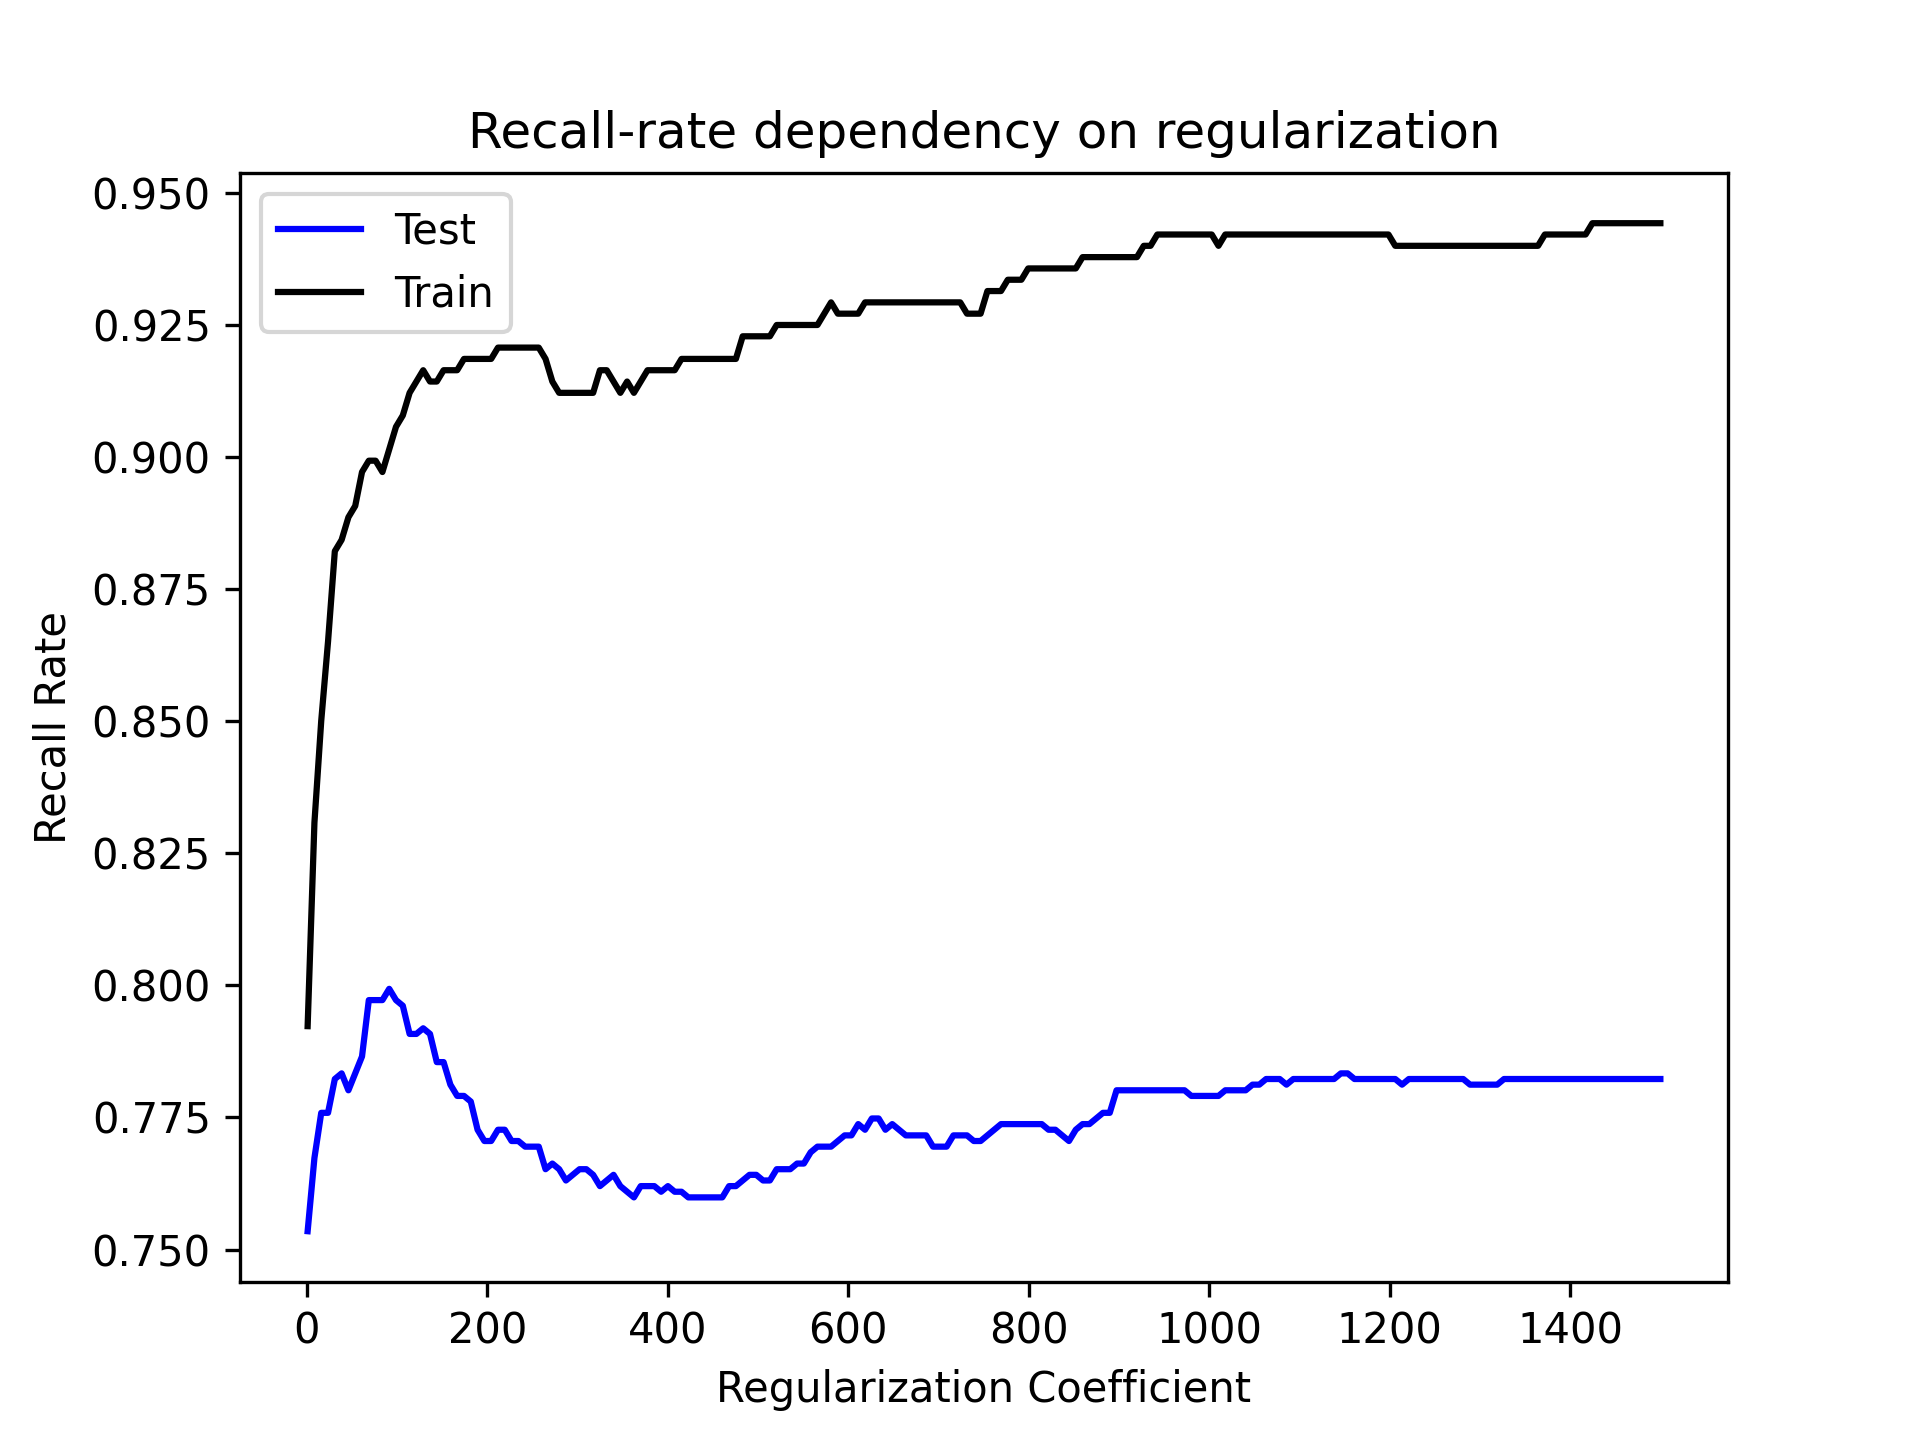 Recall-rate dependency on regularization
Test
Train
0.950
0.925
0.900
0.875
0.850
0.825
0.800
0.775
0.750
Recall Rate
0 200 400 600 800 1000 1200 1400
Regularization Coefficient